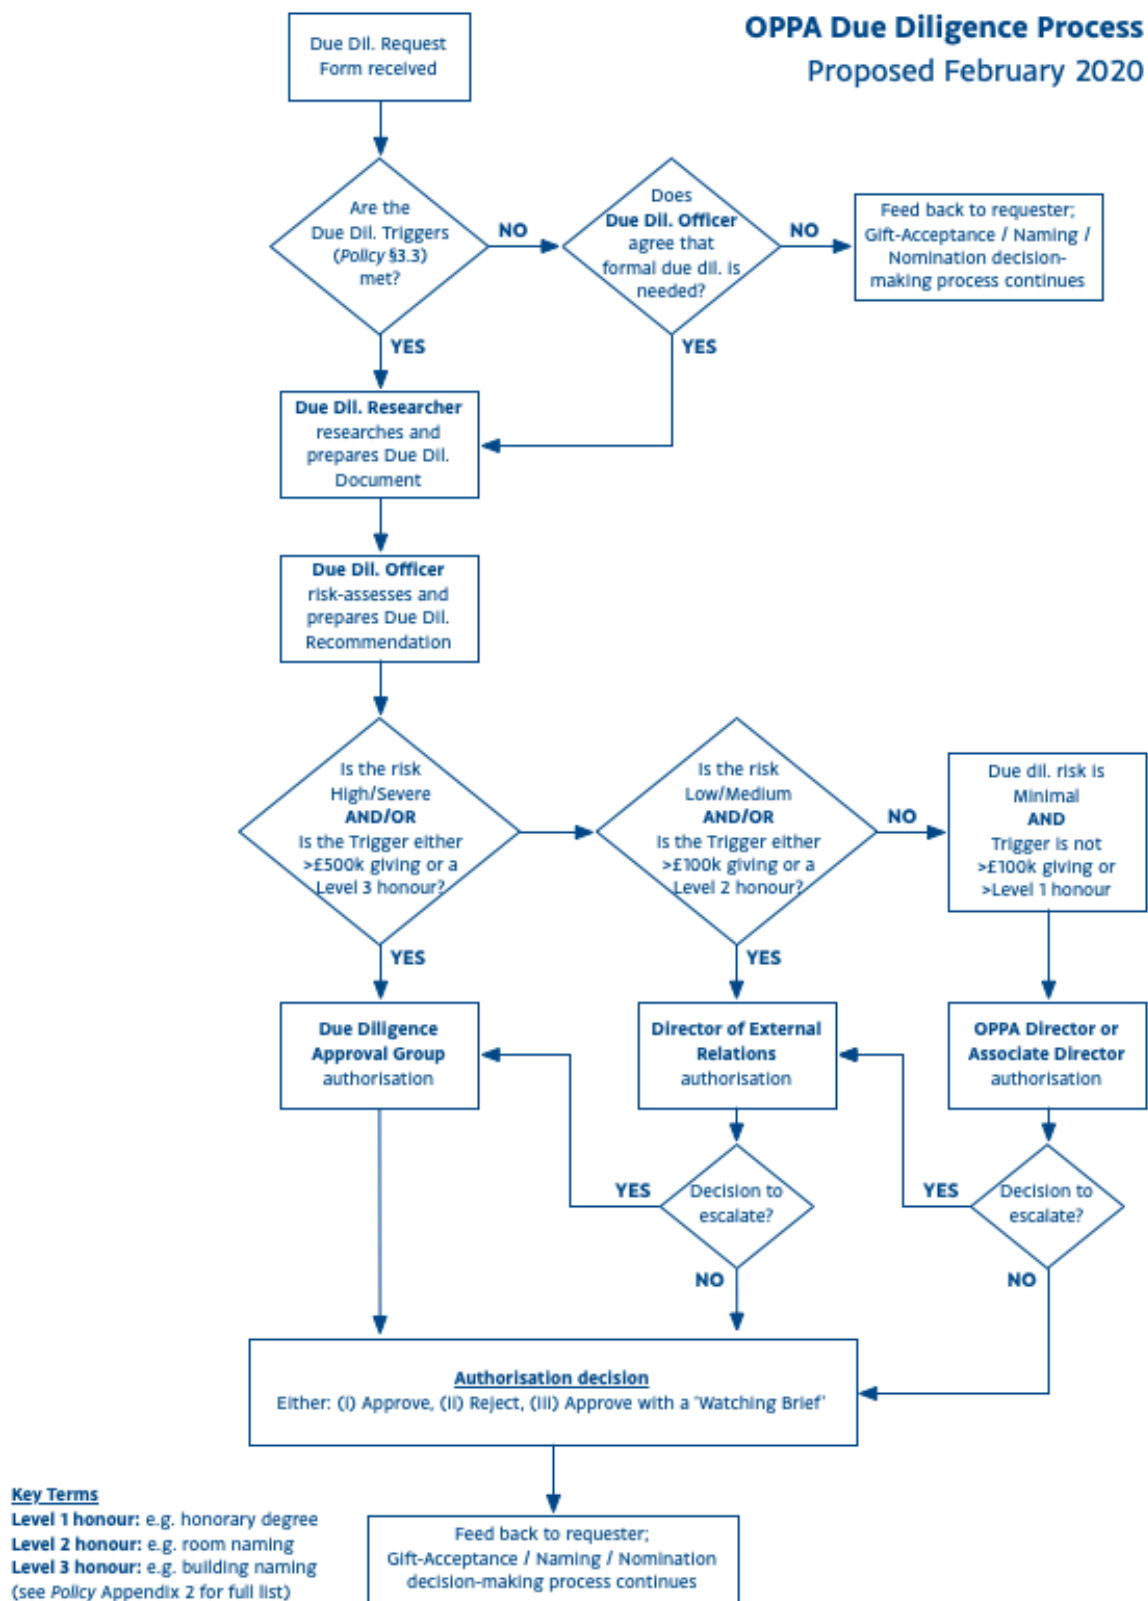 OPPA Due Diligence Process
Proposed February 2020
Due Dil. Request
Form received
Are the
Due Dil. Triggers
(Policy §3.3)
met?
NO
Does
Due Dil. Officer
agree that
formal due dil. is
needed?
NO
Feed back to requester;
Gift-Acceptance / Naming /
Nomination decision-
making process continues
YES
YES
Due Dil. Researcher
researches and
prepares Due Dil.
Document
Due Dil. Officer
risk-assesses and
prepares Due Dil.
Recommendation
Is the risk
High/Severe
AND/OR
Is the Trigger either
>£500k giving or a
Level 3 honour?
Is the risk
Low/Medium
AND/OR
Is the Trigger either
>£100k giving or a
Level 2 honour?
NO
Due dil. risk is
Minimal
AND
Trigger is not
>£100k giving or
>Level 1 honour
YES
YES
Due Diligence
Approval Group
authorisation
Director of External
Relations
authorisation
OPPA Director or
Associate Director
authorisation
YES
Decision to
escalate?
YES
Decision to
escalate?
NO
NO
Authorisation decision
Either: (i) Approve, (ii) Reject, (iii) Approve with a 'Watching Brief'
Key Terms
Level 1 honour: e.g. honorary degree
Level 2 honour: e.g. room naming
Level 3 honour: e.g. building naming
(see Policy Appendix 2 for full list)
Feed back to requester;
Gift-Acceptance / Naming / Nomination
decision-making process continues